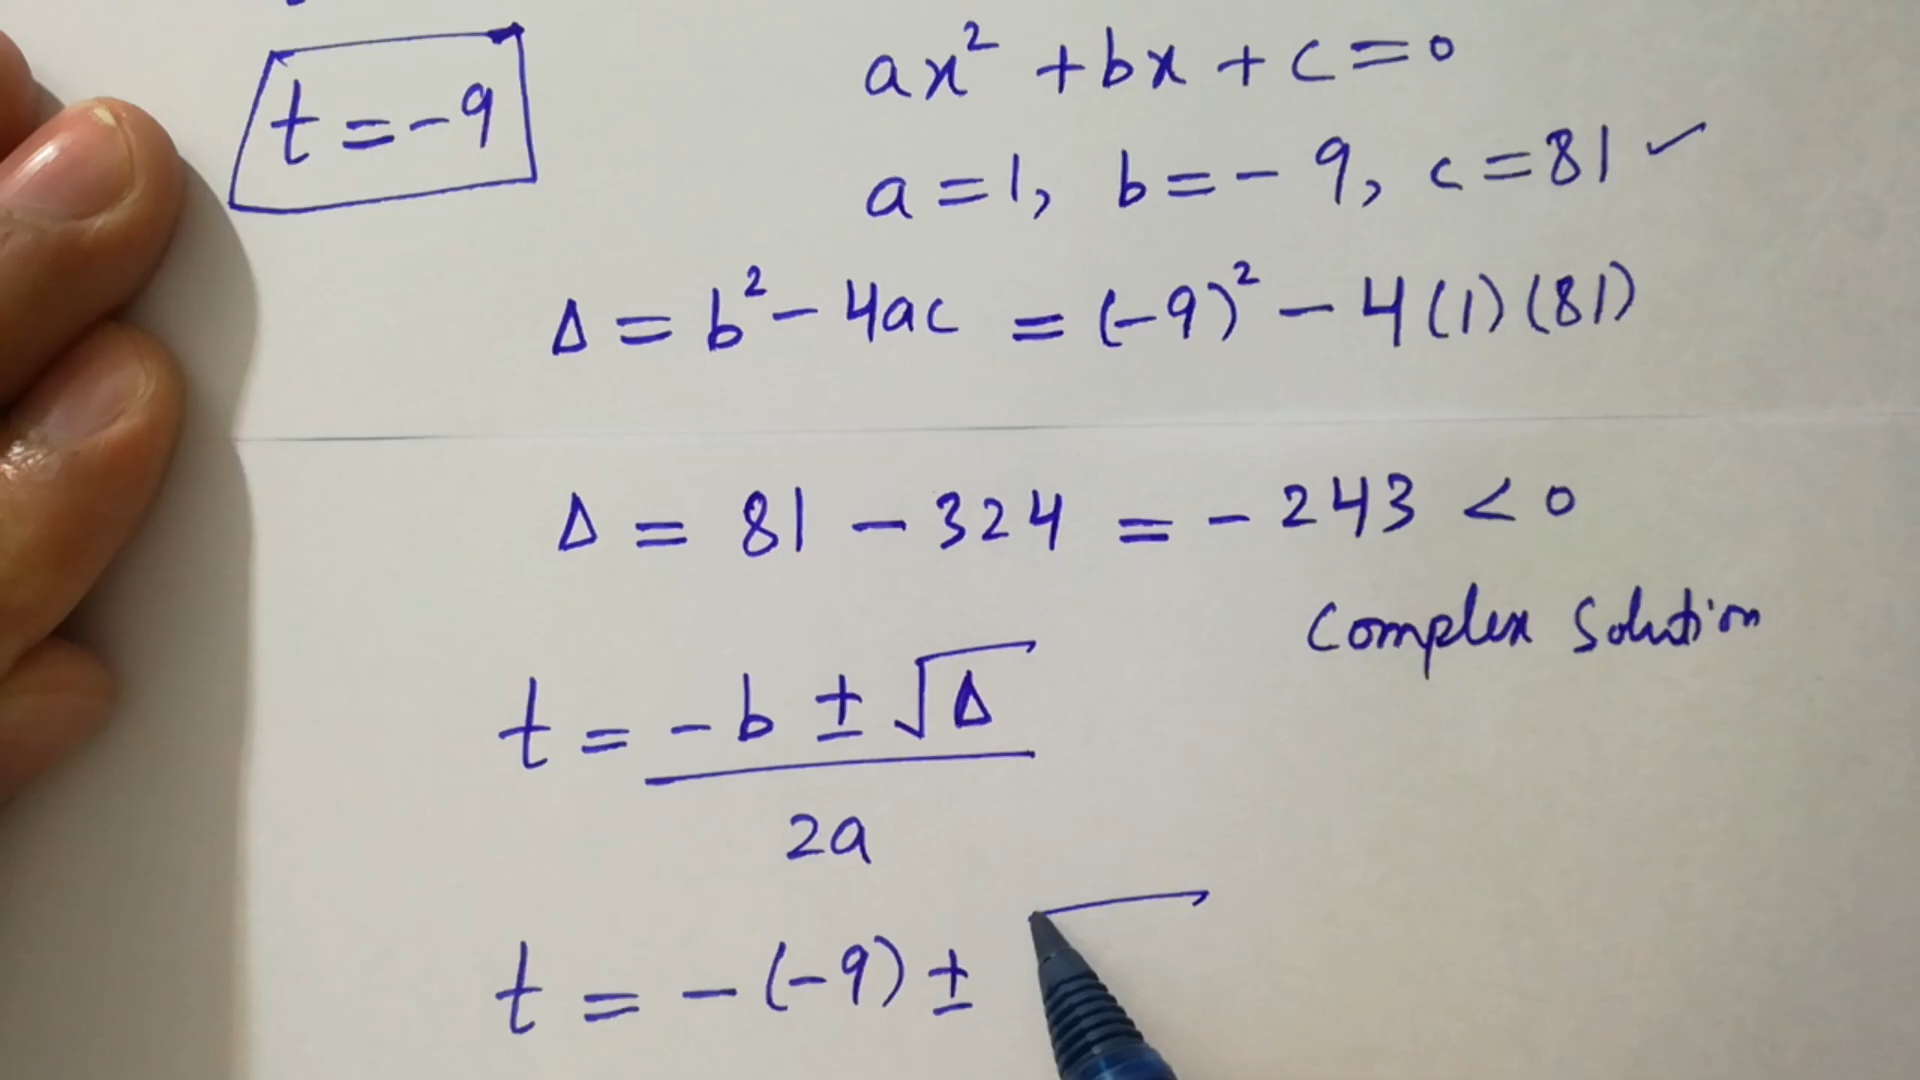 t = -9
ax² + bx + c = 0
a = 1, b = - 9, c = 81 ✓
Δ = b² - 4ac = (-9)² - 4(1)(81)
Δ = 81 - 324 = - 243 < 0
Complex Solution
t = -b ± √Δ
2a
t = -(-9) ± √